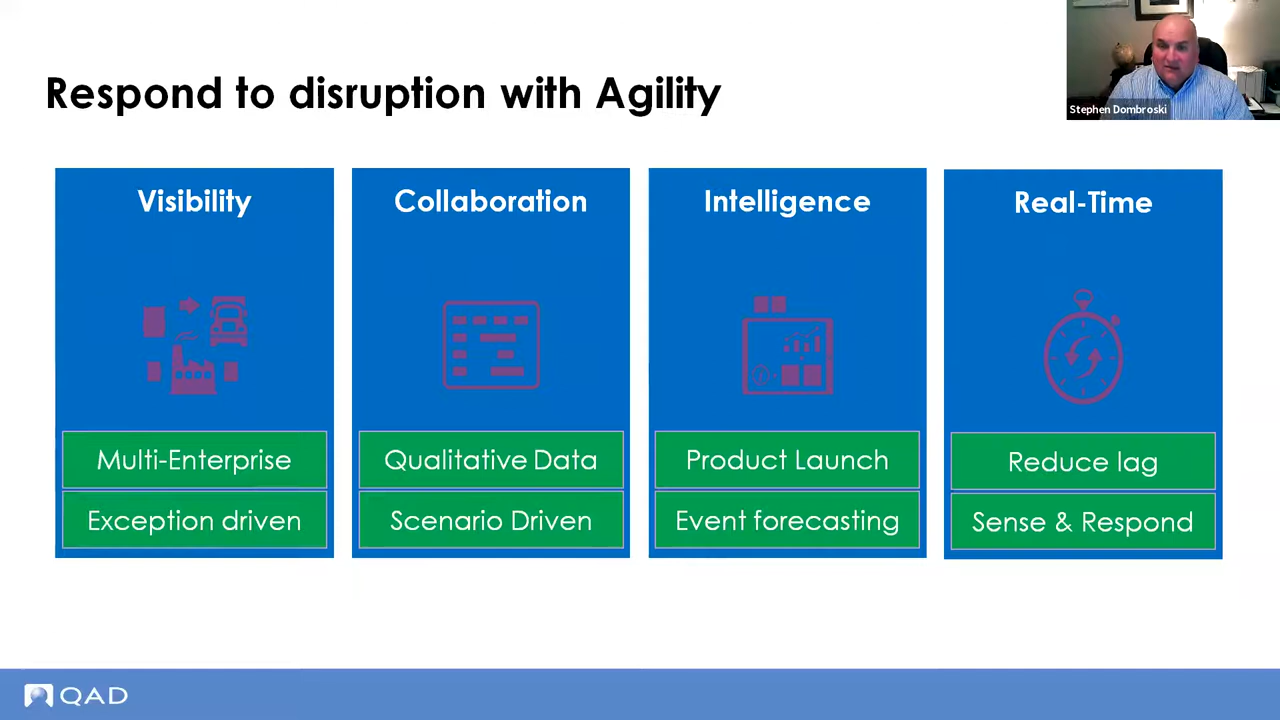 Respond to disruption with Agility
Stephen Dombroski
Visibility
Multi-Enterprise
Exception driven
Collaboration
Qualitative Data
Scenario Driven
Intelligence
Product Launch
Event forecasting
Real-Time
Reduce lag
Sense & Respond
QAD